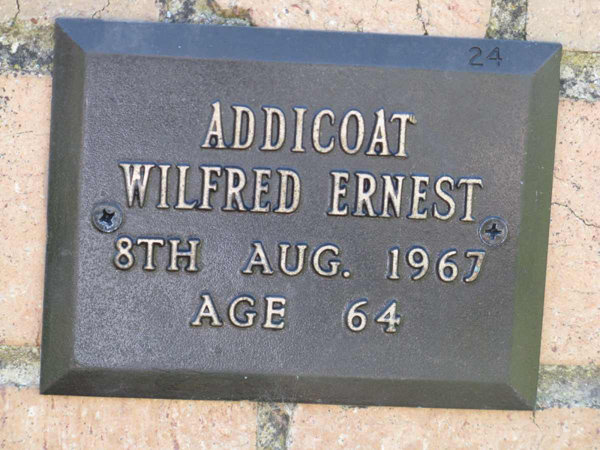 24
ADDICOAT
WILFRED ERNEST
8TH AUG. 1967
AGE 64